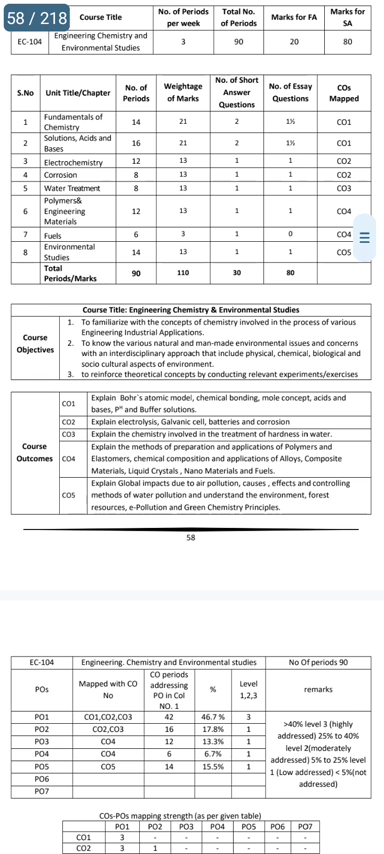 58 / 218
Course Title | No. of Periods per week | Total No. of Periods | Marks for FA | Marks for SA
EC-104 | Engineering Chemistry and Environmental Studies | 3 | 90 | 20 | 80
S.No | Unit Title/Chapter | No. of Periods | Weightage of Marks | No. of Short Answer Questions | No. of Essay Questions | COs Mapped
1 | Fundamentals of Chemistry | 14 | 21 | 2 | 1½ | CO1
2 | Solutions, Acids and Bases | 16 | 21 | 2 | 1½ | CO1
3 | Electrochemistry | 12 | 13 | 1 | 1 | CO2
4 | Corrosion | 8 | 13 | 1 | 1 | CO2
5 | Water Treatment | 8 | 13 | 1 | 1 | CO3
6 | Polymers& Engineering Materials | 12 | 13 | 1 | 1 | CO4
7 | Fuels | 6 | 3 | 1 | 0 | CO4
8 | Environmental Studies | 14 | 13 | 1 | 1 | CO5
Total Periods/Marks | 90 | 110 | 30 | 80
Course Title: Engineering Chemistry & Environmental Studies
Course Objectives
1. To familiarize with the concepts of chemistry involved in the process of various
Engineering Industrial Applications.
2. To know the various natural and man-made environmental issues and concerns
with an interdisciplinary approach that include physical, chemical, biological and
socio cultural aspects of environment.
3. to reinforce theoretical concepts by conducting relevant experiments/exercises
Course Outcomes
CO1 | Explain Bohr`s atomic model, chemical bonding, mole concept, acids and
bases, Pᴴ and Buffer solutions.
CO2 | Explain electrolysis, Galvanic cell, batteries and corrosion
CO3 | Explain the chemistry involved in the treatment of hardness in water.
CO4 | Explain the methods of preparation and applications of Polymers and
Elastomers, chemical composition and applications of Alloys, Composite
Materials, Liquid Crystals , Nano Materials and Fuels.
CO5 | Explain Global impacts due to air pollution, causes , effects and controlling
methods of water pollution and understand the environment, forest
resources, e-Pollution and Green Chemistry Principles.
58
EC-104 | Engineering. Chemistry and Environmental studies | No Of periods 90
POs | Mapped with CO No | CO periods addressing PO in Col NO. 1 | % | Level 1,2,3 | remarks
PO1 | CO1,CO2,CO3 | 42 | 46.7 % | 3
PO2 | CO2,CO3 | 16 | 17.8% | 1
PO3 | CO4 | 12 | 13.3% | 1
PO4 | CO4 | 6 | 6.7% | 1
PO5 | CO5 | 14 | 15.5% | 1
PO6
PO7
>40% level 3 (highly
addressed) 25% to 40%
level 2(moderately
addressed) 5% to 25% level
1 (Low addressed) < 5%(not
addressed)
COs-POs mapping strength (as per given table)
PO1 | PO2 | PO3 | PO4 | PO5 | PO6 | PO7
CO1 | 3 | - | - | - | - | - | -
CO2 | 3 | 1 | - | - | - | - | -